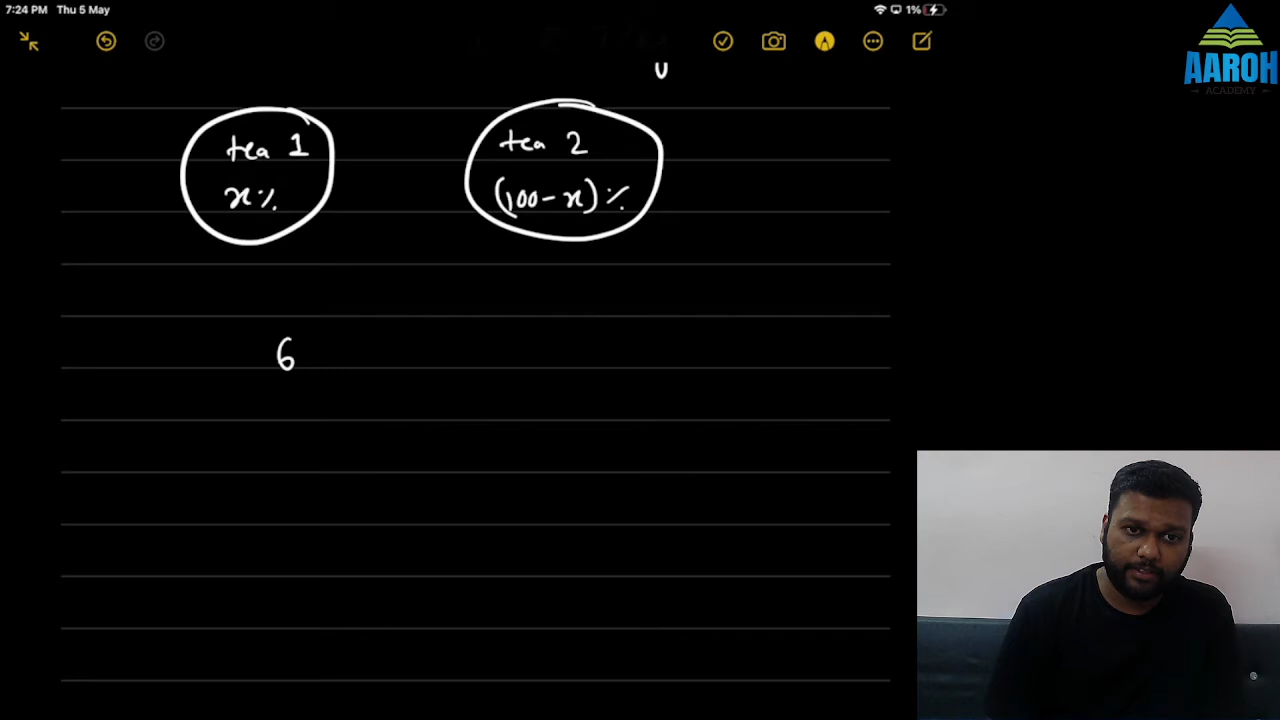 7:24 PM Thu 5 May 1%
AAROH
ACADEMY
tea 1
x%
tea 2
(100-x)%
6